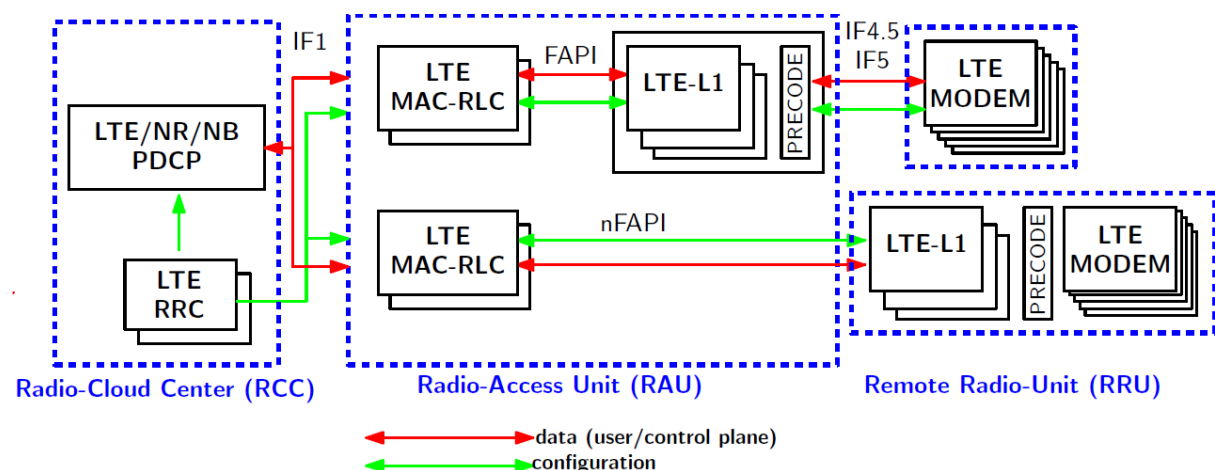 IF1
LTE/NR/NB
PDCP
LTE
RRC
Radio-Cloud Center (RCC)
LTE
MAC-RLC
FAPI
LTE-L1
PRECODE
LTE
MAC-RLC
nFAPI
Radio-Access Unit (RAU)
IF4.5
IF5
LTE
MODEM
LTE-L1
PRECODE
LTE
MODEM
Remote Radio-Unit (RRU)
data (user/control plane)
configuration